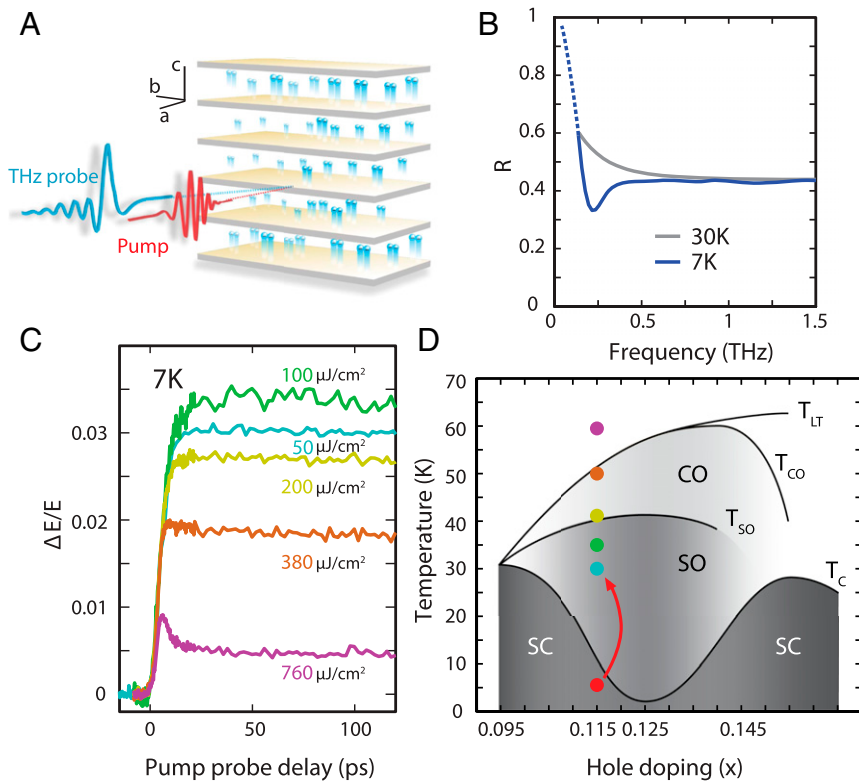 A
c
b
a
THz probe
Pump
B
1
0.8
0.6
0.4
0.2
0
R
30K
7K
0.5
1
1.5
Frequency (THz)
C
7K
100 μJ/cm²
50 μJ/cm²
200 μJ/cm²
380 μJ/cm²
760 μJ/cm²
0.03
0.02
0.01
0
ΔE/E
0
50
100
Pump probe delay (ps)
D
70
60
50
40
30
20
10
0
Temperature (K)
T_LT
T_CO
CO
T_SO
SO
T_C
SC
SC
0.095
0.115
0.125
0.145
Hole doping (x)